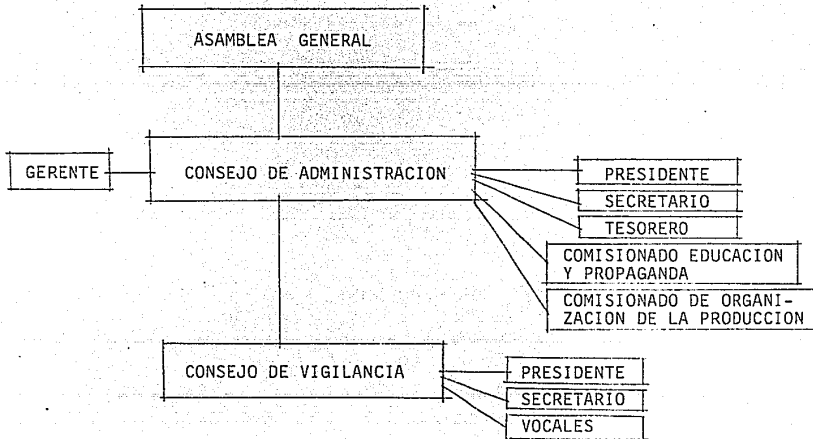 ASAMBLEA GENERAL
GERENTE
CONSEJO DE ADMINISTRACION
PRESIDENTE
SECRETARIO
TESORERO
COMISIONADO EDUCACION
Y PROPAGANDA
COMISIONADO DE ORGANI-
ZACION DE LA PRODUCCION
CONSEJO DE VIGILANCIA
PRESIDENTE
SECRETARIO
VOCALES